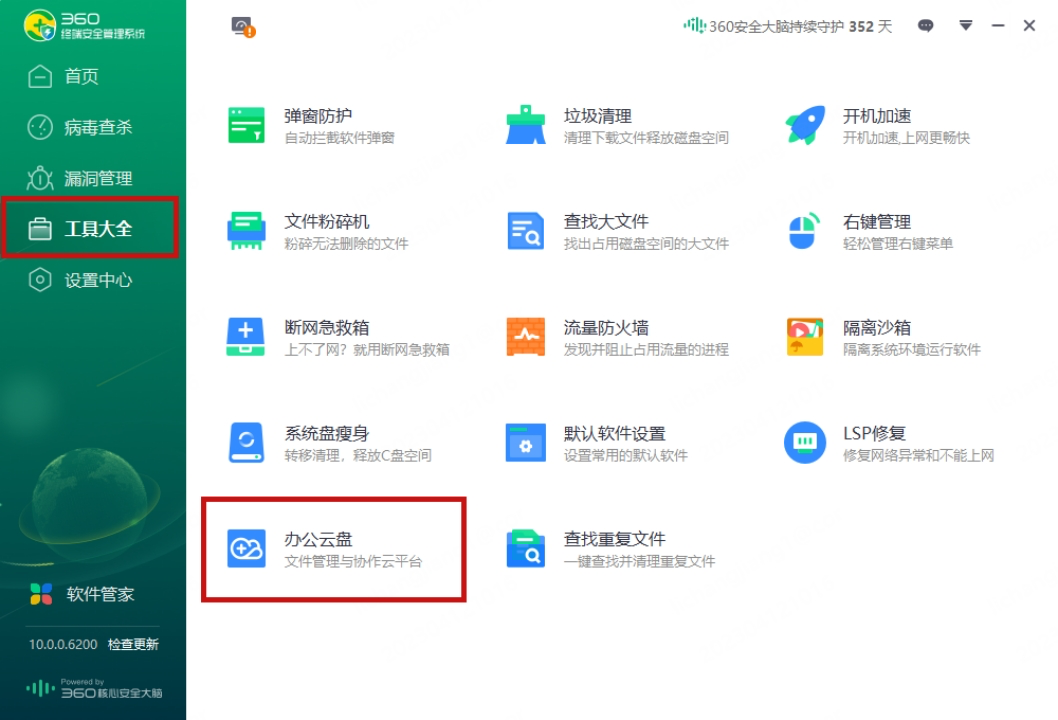 360
终端安全管理系统
360安全大脑持续守护 352 天
首页
病毒查杀
漏洞管理
工具大全
设置中心
弹窗防护
自动拦截软件弹窗
垃圾清理
清理下载文件释放磁盘空间
开机加速
开机加速,上网更畅快
文件粉碎机
粉碎无法删除的文件
查找大文件
找出占用磁盘空间的大文件
右键管理
轻松管理右键菜单
断网急救箱
上不了网？就用断网急救箱
流量防火墙
发现并阻止占用流量的进程
隔离沙箱
隔离系统环境运行软件
系统盘瘦身
转移清理，释放C盘空间
默认软件设置
设置常用的默认软件
LSP修复
修复网络异常和不能上网
办公云盘
文件管理与协作云平台
查找重复文件
一键查找并清理重复文件
软件管家
10.0.0.6200 检查更新
Powered by
360核心安全大脑